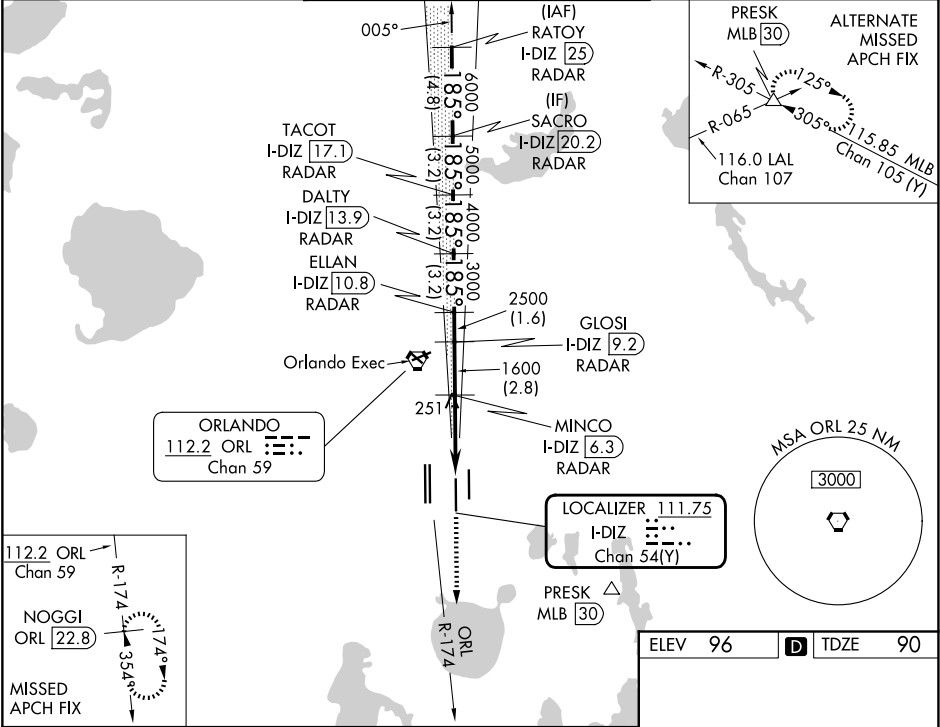 005°
(IAF)
RATOY
I-DIZ 25
RADAR
6000
185°
(4.8)
(IF)
SACRO
I-DIZ 20.2
RADAR
5000
185°
(3.2)
TACOT
I-DIZ 17.1
RADAR
4000
185°
(3.2)
DALTY
I-DIZ 13.9
RADAR
3000
185°
(3.2)
ELLAN
I-DIZ 10.8
RADAR
2500
(1.6)
GLOSI
I-DIZ 9.2
RADAR
Orlando Exec
1600
(2.8)
251
MINCO
I-DIZ 6.3
RADAR
ORLANDO
112.2 ORL
Chan 59
LOCALIZER 111.75
I-DIZ
Chan 54(Y)
PRESK
MLB 30
ORL
R-174
PRESK
MLB 30
ALTERNATE
MISSED
APCH FIX
R-305
125°
R-065
305°
115.85 MLB
Chan 105 (Y)
116.0 LAL
Chan 107
MSA ORL 25 NM
3000
112.2 ORL
Chan 59
R-174
NOGGI
ORL 22.8
174°
354°
MISSED
APCH FIX
ELEV 96
D
TDZE 90